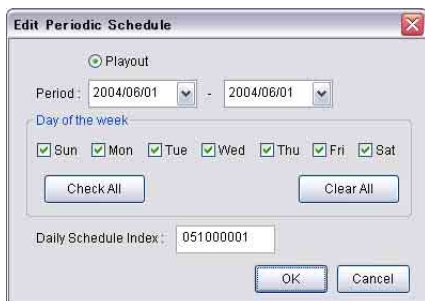 Edit Periodic Schedule
Playout
Period : 2004/06/01 - 2004/06/01
Day of the week
Sun Mon Tue Wed Thu Fri Sat
Check All Clear All
Daily Schedule Index : 051000001
OK Cancel